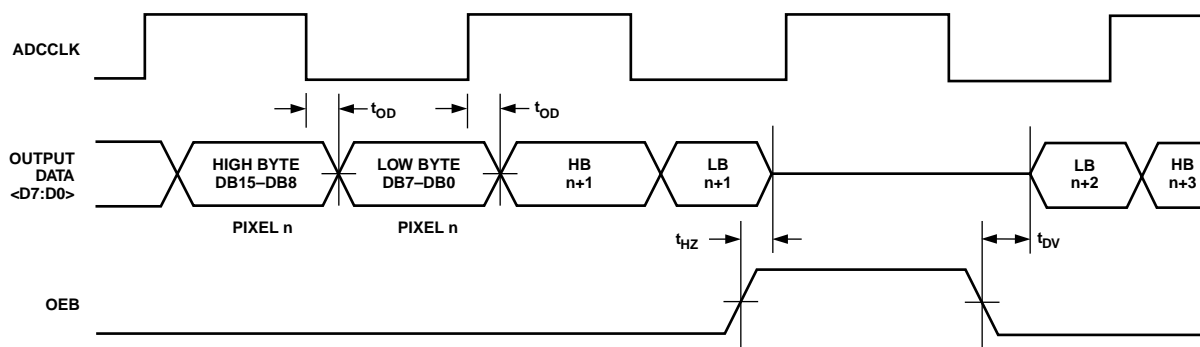 ADCCLK
tOD
tOD
OUTPUT
DATA
<D7:D0>
HIGH BYTE
DB15–DB8
LOW BYTE
DB7–DB0
HB
n+1
LB
n+1
LB
n+2
HB
n+3
PIXEL n
PIXEL n
tHZ
tDV
OEB